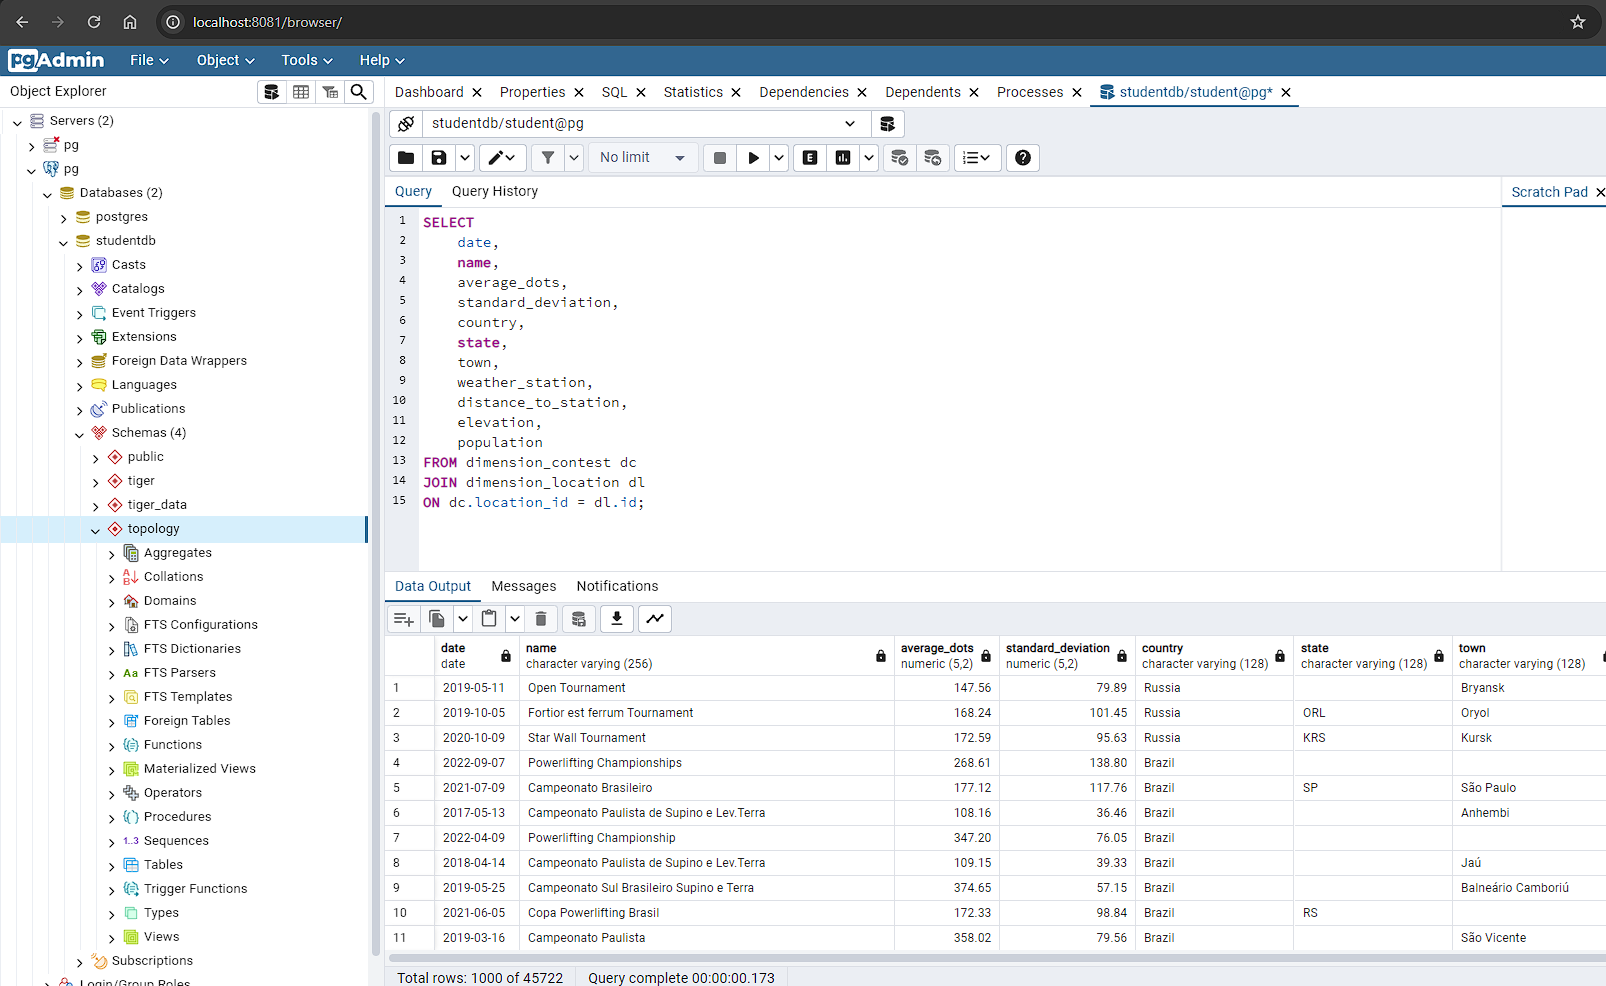 localhost:8081/browser/
pgAdmin File Object Tools Help
Object Explorer
Servers (2)
pg
pg
Databases (2)
postgres
studentdb
Casts
Catalogs
Event Triggers
Extensions
Foreign Data Wrappers
Languages
Publications
Schemas (4)
public
tiger
tiger_data
topology
Aggregates
Collations
Domains
FTS Configurations
FTS Dictionaries
Aa FTS Parsers
FTS Templates
Foreign Tables
Functions
Materialized Views
Operators
Procedures
1..3 Sequences
Tables
Trigger Functions
Types
Views
Subscriptions
Login/Group Roles
Dashboard Properties SQL Statistics Dependencies Dependents Processes studentdb/student@pg*
studentdb/student@pg
No limit E
Query Query History Scratch Pad
1 SELECT
2 date,
3 name,
4 average_dots,
5 standard_deviation,
6 country,
7 state,
8 town,
9 weather_station,
10 distance_to_station,
11 elevation,
12 population
13 FROM dimension_contest dc
14 JOIN dimension_location dl
15 ON dc.location_id = dl.id;
Data Output Messages Notifications
date name average_dots standard_deviation country state town
date character varying (256) numeric (5,2) numeric (5,2) character varying (128) character varying (128) character varying (128)
1 2019-05-11 Open Tournament 147.56 79.89 Russia Bryansk
2 2019-10-05 Fortior est ferrum Tournament 168.24 101.45 Russia ORL Oryol
3 2020-10-09 Star Wall Tournament 172.59 95.63 Russia KRS Kursk
4 2022-09-07 Powerlifting Championships 268.61 138.80 Brazil
5 2021-07-09 Campeonato Brasileiro 177.12 117.76 Brazil SP São Paulo
6 2017-05-13 Campeonato Paulista de Supino e Lev.Terra 108.16 36.46 Brazil Anhembi
7 2022-04-09 Powerlifting Championship 347.20 76.05 Brazil
8 2018-04-14 Campeonato Paulista de Supino e Lev.Terra 109.15 39.33 Brazil Jaú
9 2019-05-25 Campeonato Sul Brasileiro Supino e Terra 374.65 57.15 Brazil Balneário Camboriú
10 2021-06-05 Copa Powerlifting Brasil 172.33 98.84 Brazil RS
11 2019-03-16 Campeonato Paulista 358.02 79.56 Brazil São Vicente
Total rows: 1000 of 45722 Query complete 00:00:00.173